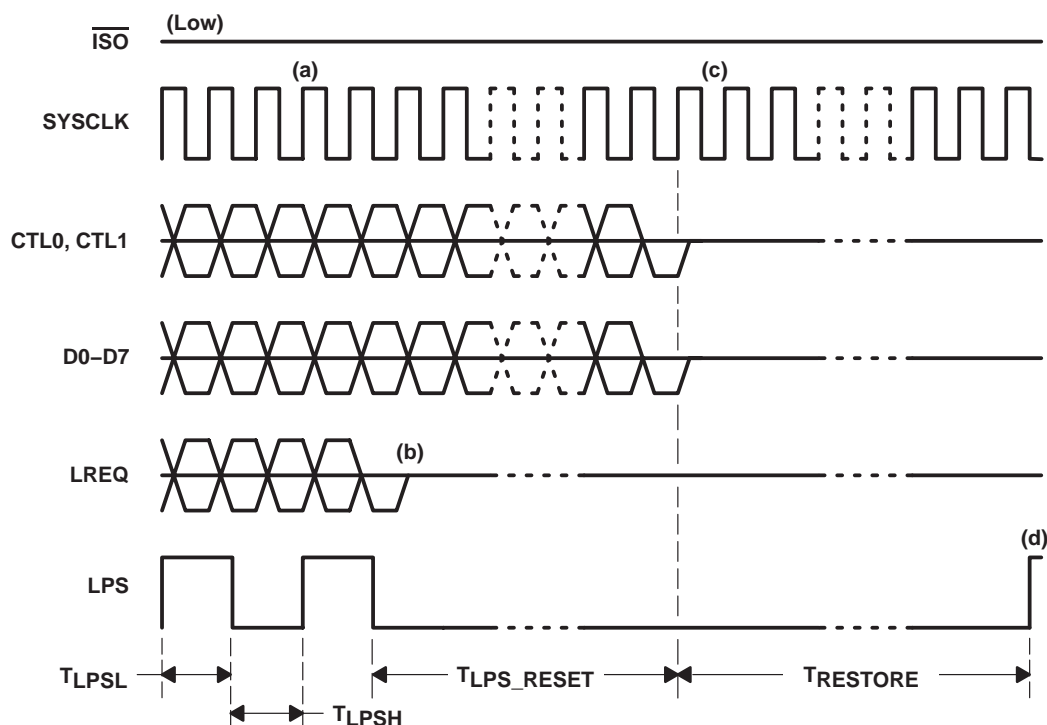 ISO
(Low)
(a)
(c)
SYSCLK
CTL0, CTL1
D0–D7
(b)
LREQ
(d)
LPS
TLPSL
TLPS_RESET
TRESTORE
TLPSH